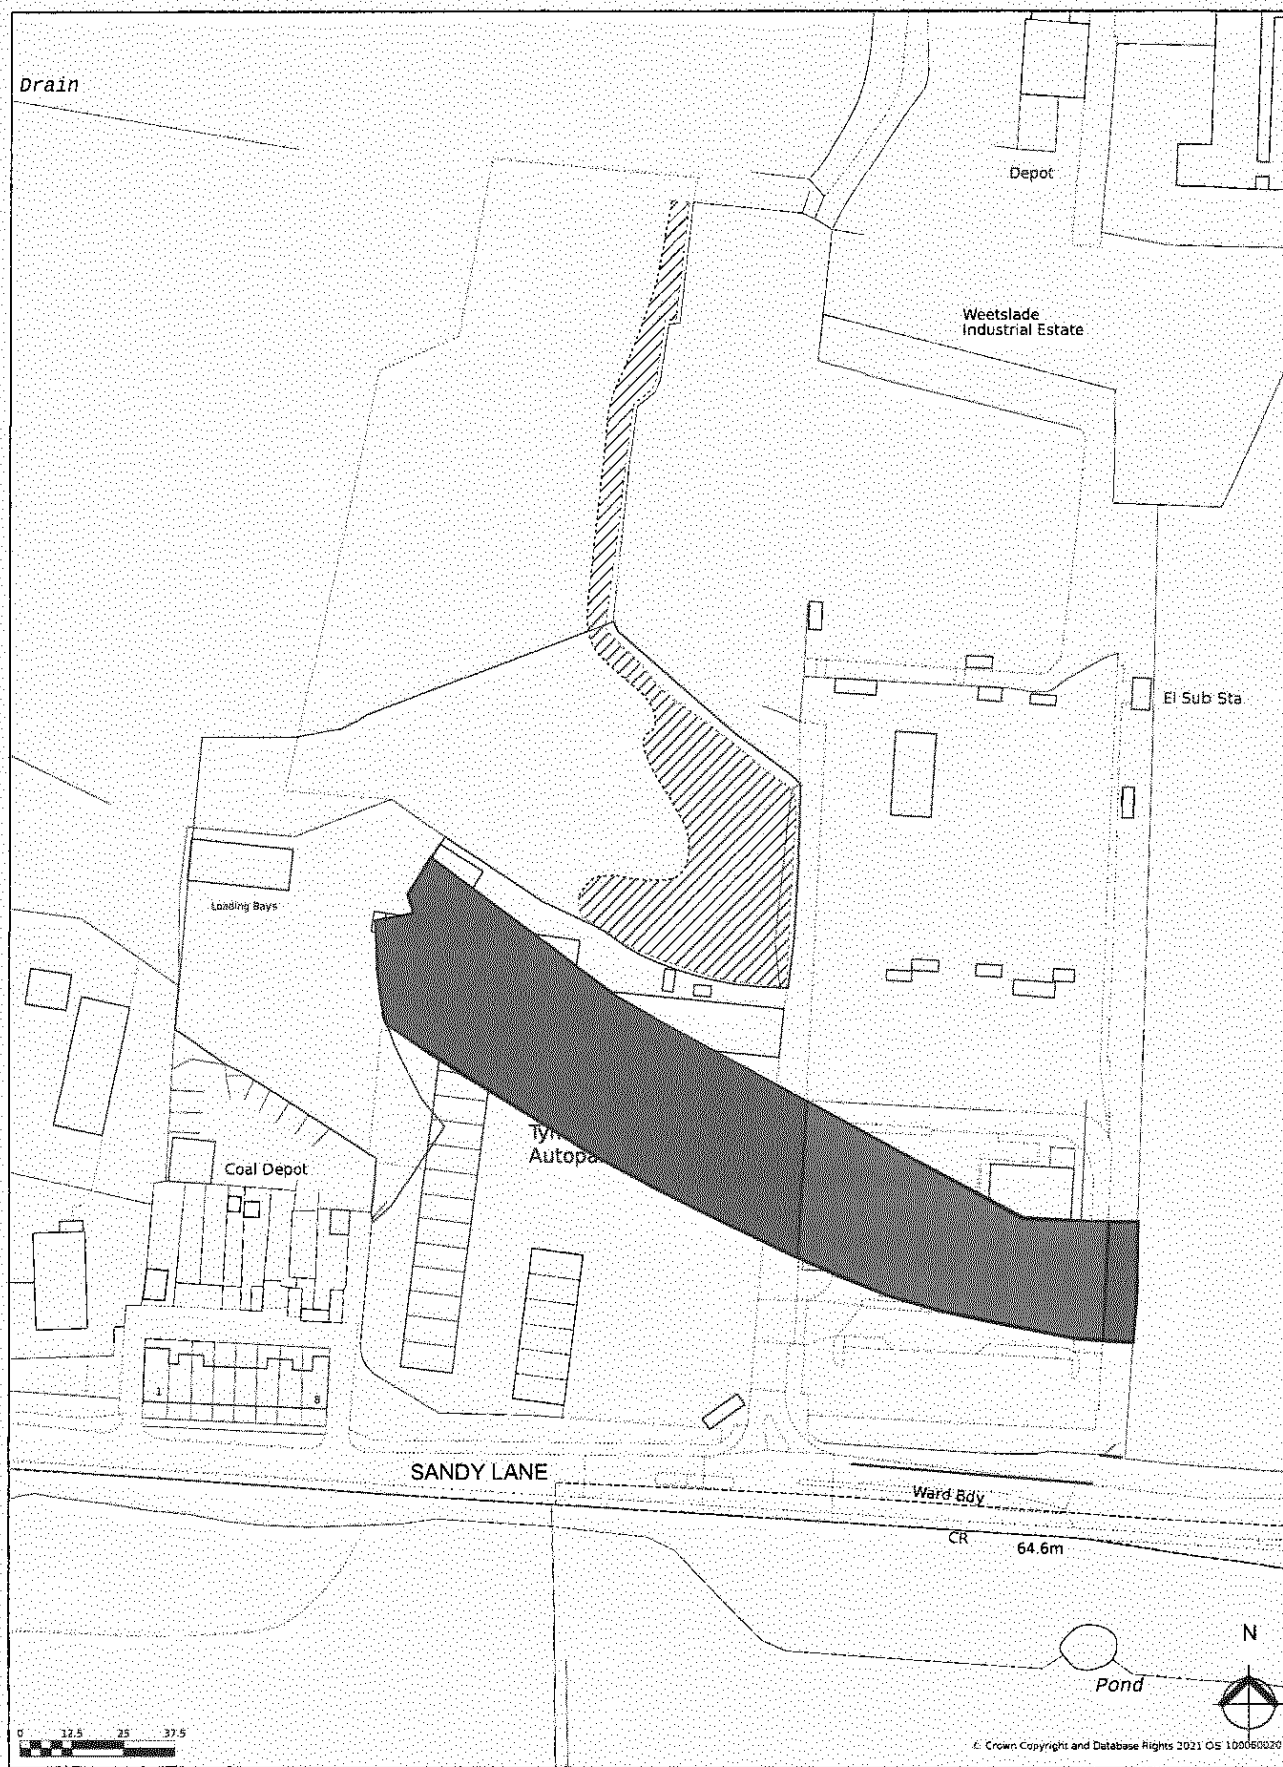 Drain
Depot
Weetslade
Industrial Estate
El Sub Sta
Loading Bays
Coal Depot
1
8
SANDY LANE
Ward Bdy
CR
64.6m
Pond
N
0 12.5 25 37.5
© Crown Copyright and Database Rights 2021 OS 100060020